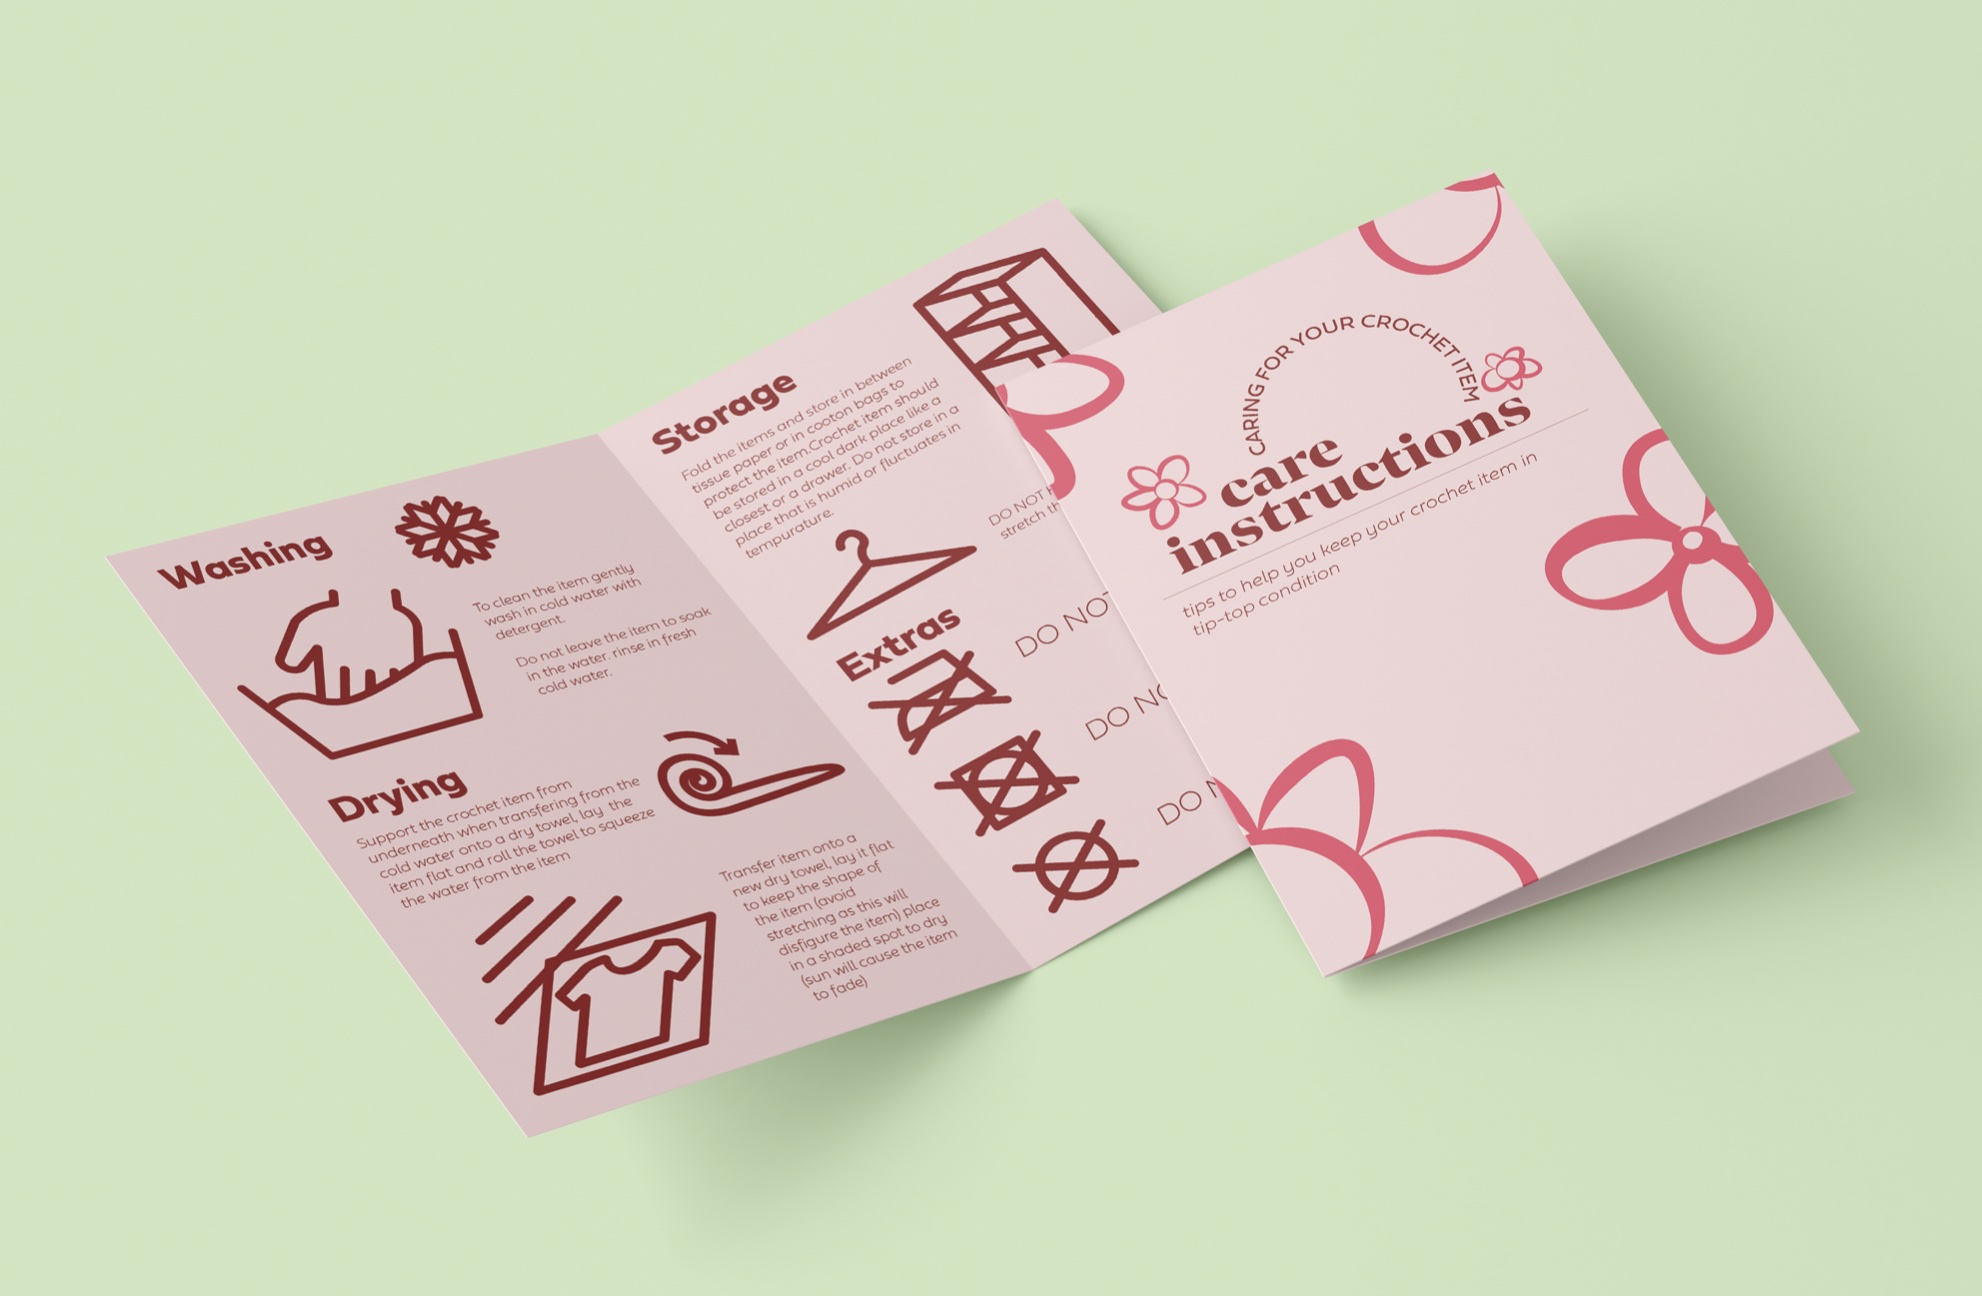 Washing
To clean the item gently
wash in cold water with
detergent.
Do not leave the item to soak
in the water. rinse in fresh
cold water.
Drying
Support the crochet item from
underneath when transfering from the
cold water onto a dry towel, lay the
item flat and roll the towel to squeeze
the water from the item
Transfer item onto a
new dry towel, lay it flat
to keep the shape of
the item (avoid
stretching as this will
disfigure the item) place
in a shaded spot to dry
(sun will cause the item
to fade)
Storage
Fold the items and store in between
tissue paper or in cooton bags to
protect the item.Crochet item should
be stored in a cool dark place like a
closest or a drawer. Do not store in a
place that is humid or fluctuates in
tempurature.
DO NOT
stretch
Extras
DO NOT
DO NO
DO
CARING FOR YOUR CROCHET ITEM
care
instructions
tips to help you keep your crochet item in
tip-top condition